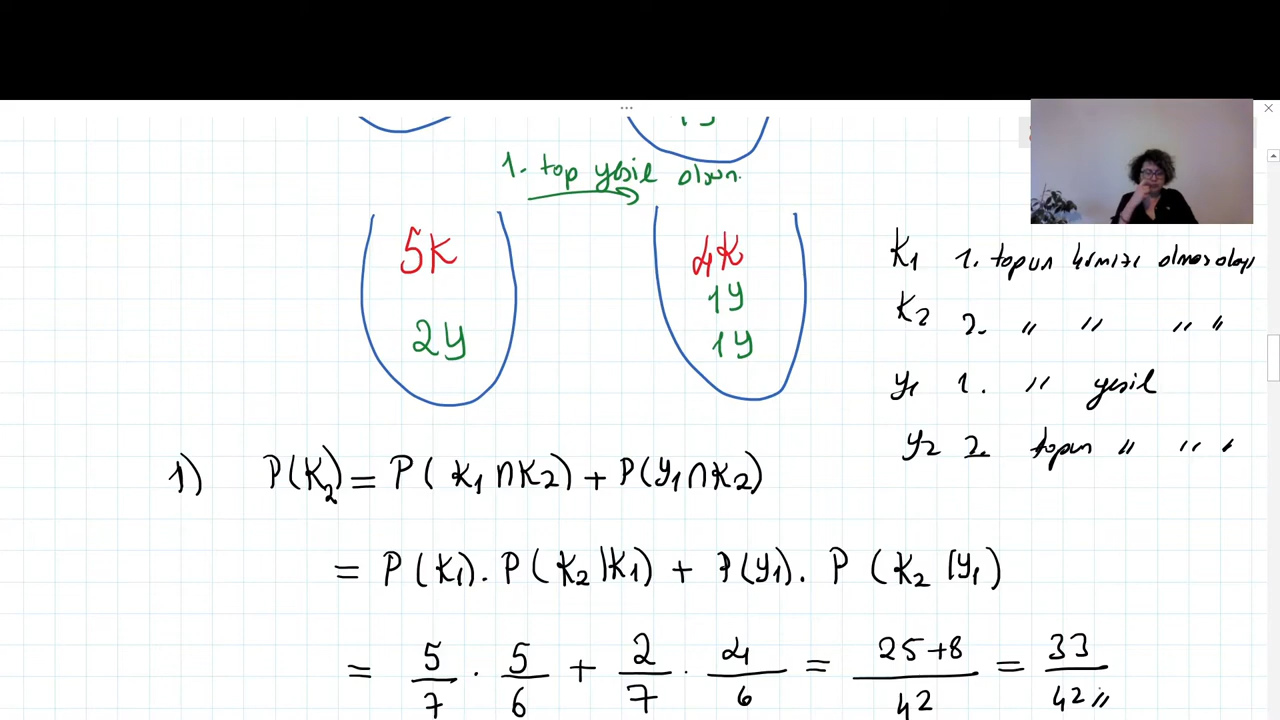 1y
1. top yeşil olsun.
5K 4K
1y
2y 1y
K1 1. topun kırmızı olması olayı
K2 2. " " " "
y1 1. " yeşil
y2 2. topun " " "
1) P(K2) = P(K1∩K2) + P(y1∩K2)
= P(K1). P(K2|K1) + P(y1). P(K2|y1)
= 5/7 . 5/6 + 2/7 . 4/6 = 25+8/42 = 33/42 //